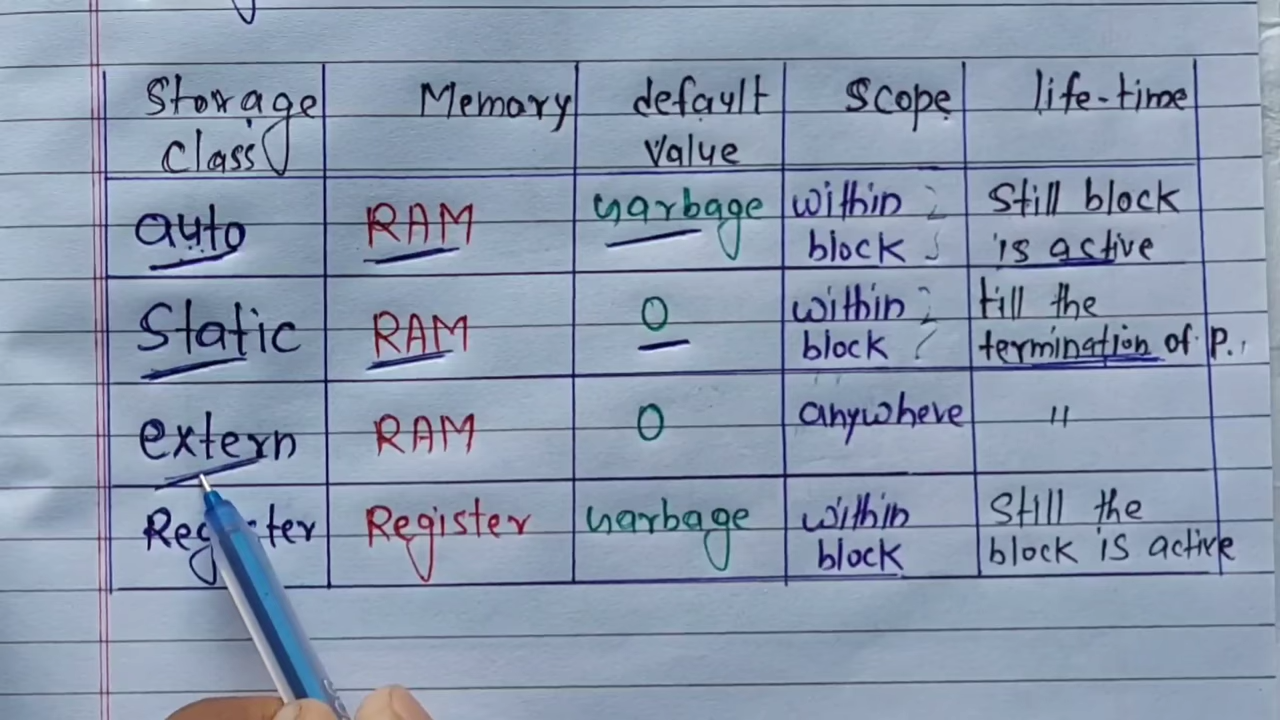 Storage Class
Memory
default Value
Scope
life-time
auto
RAM
Garbage
within block
Still block is active
Static
RAM
0
within block
till the termination of P.
extern
RAM
0
anywhere
"
Register
Register
Garbage
within block
Still the block is active